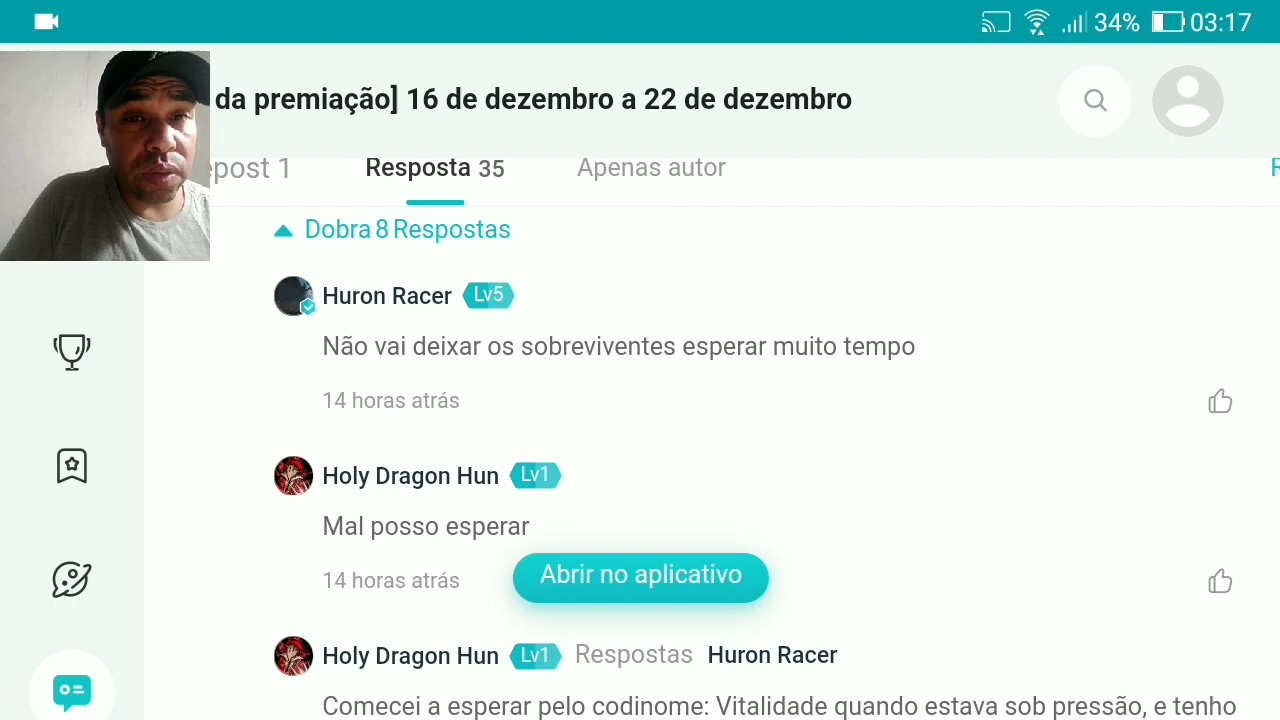 34% 03:17
da premiação] 16 de dezembro a 22 de dezembro
epost 1 Resposta 35 Apenas autor
Dobra 8 Respostas
Huron Racer Lv5
Não vai deixar os sobreviventes esperar muito tempo
14 horas atrás
Holy Dragon Hun Lv1
Mal posso esperar
14 horas atrás
Abrir no aplicativo
Holy Dragon Hun Lv1 Respostas Huron Racer
Comecei a esperar pelo codinome: Vitalidade quando estava sob pressão, e tenho